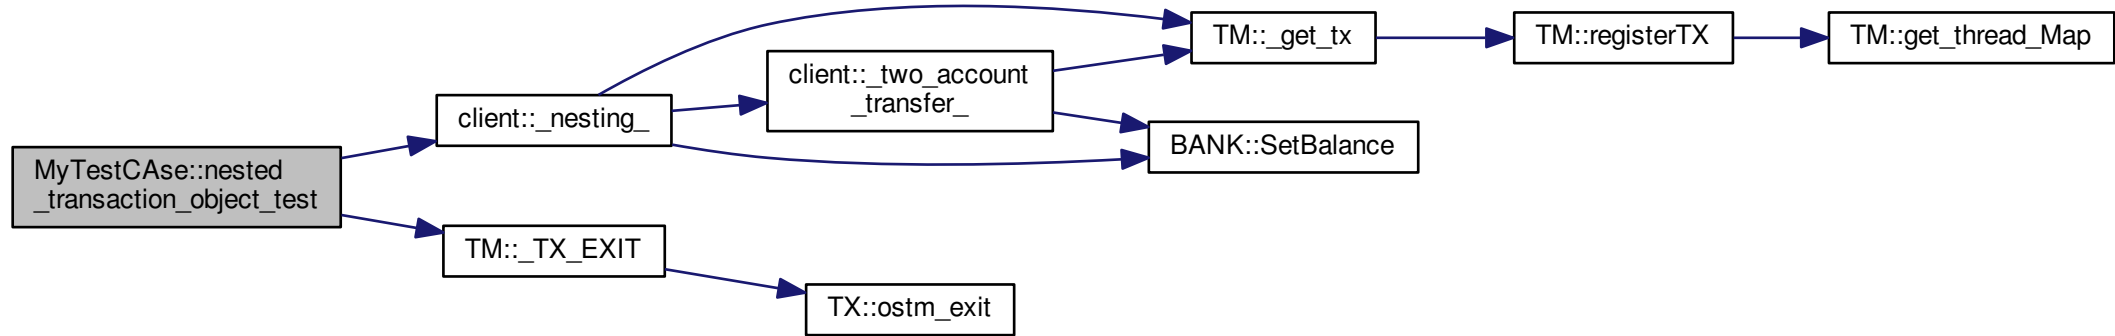 MyTestCAse::nested
_transaction_object_test
client::_nesting_
client::_two_account
_transfer_
TM::_get_tx
TM::registerTX
TM::get_thread_Map
BANK::SetBalance
TM::_TX_EXIT
TX::ostm_exit